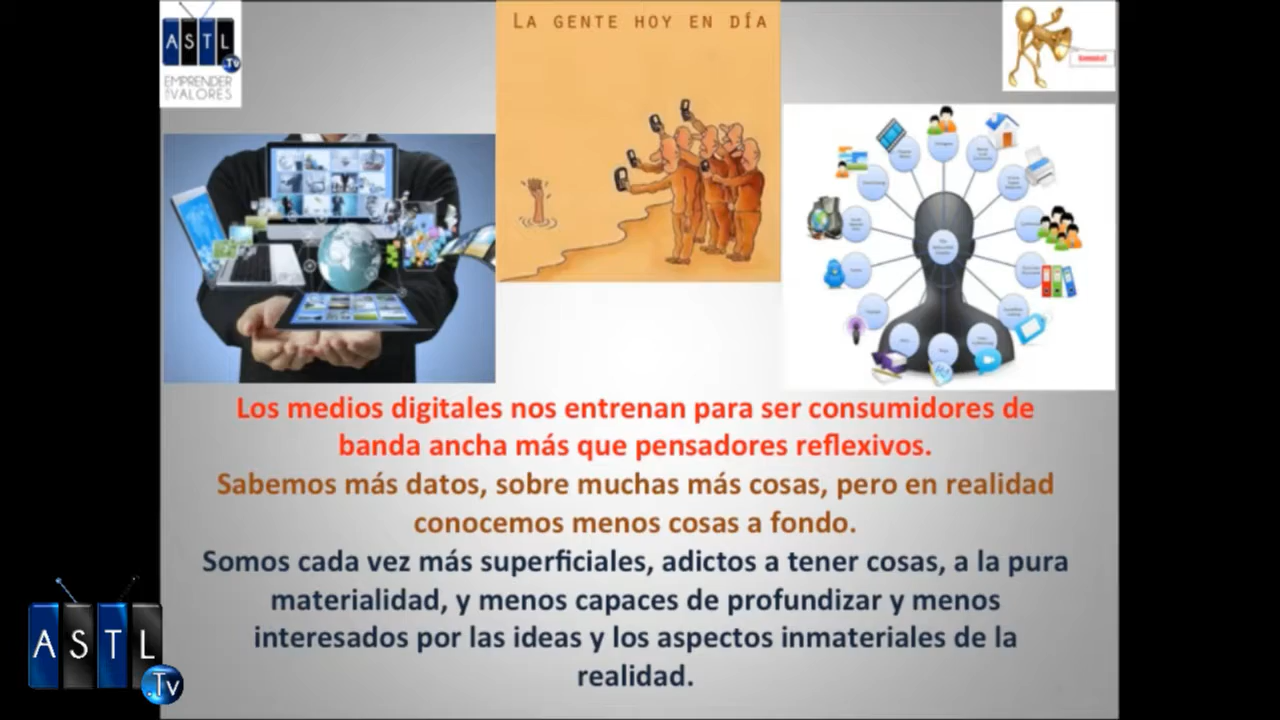 ASTL
.Tv
EMPRENDER
VALORES
LA GENTE HOY EN DÍA
Los medios digitales nos entrenan para ser consumidores de
banda ancha más que pensadores reflexivos.
Sabemos más datos, sobre muchas más cosas, pero en realidad
conocemos menos cosas a fondo.
Somos cada vez más superficiales, adictos a tener cosas, a la pura
materialidad, y menos capaces de profundizar y menos
interesados por las ideas y los aspectos inmateriales de la
realidad.
ASTL
.Tv